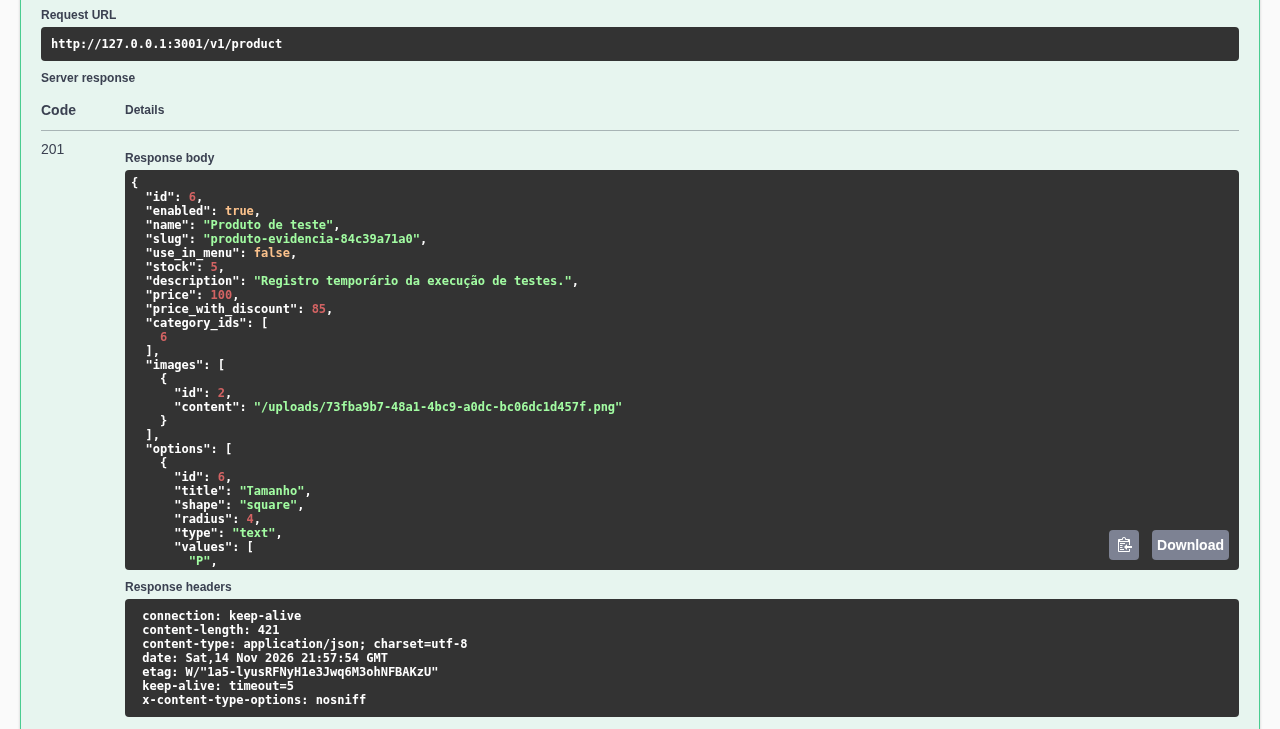 Request URL
http://127.0.0.1:3001/v1/product
Server response
Code Details
201
Response body
{
  "id": 6,
  "enabled": true,
  "name": "Produto de teste",
  "slug": "produto-evidencia-84c39a71a0",
  "use_in_menu": false,
  "stock": 5,
  "description": "Registro temporário da execução de testes.",
  "price": 100,
  "price_with_discount": 85,
  "category_ids": [
    6
  ],
  "images": [
    {
      "id": 2,
      "content": "/uploads/73fba9b7-48a1-4bc9-a0dc-bc06dc1d457f.png"
    }
  ],
  "options": [
    {
      "id": 6,
      "title": "Tamanho",
      "shape": "square",
      "radius": 4,
      "type": "text",
      "values": [
        "P",
Download
Response headers
connection: keep-alive
content-length: 421
content-type: application/json; charset=utf-8
date: Sat,14 Nov 2026 21:57:54 GMT
etag: W/"1a5-lyusRFNyH1e3Jwq6M3ohNFBAKzU"
keep-alive: timeout=5
x-content-type-options: nosniff